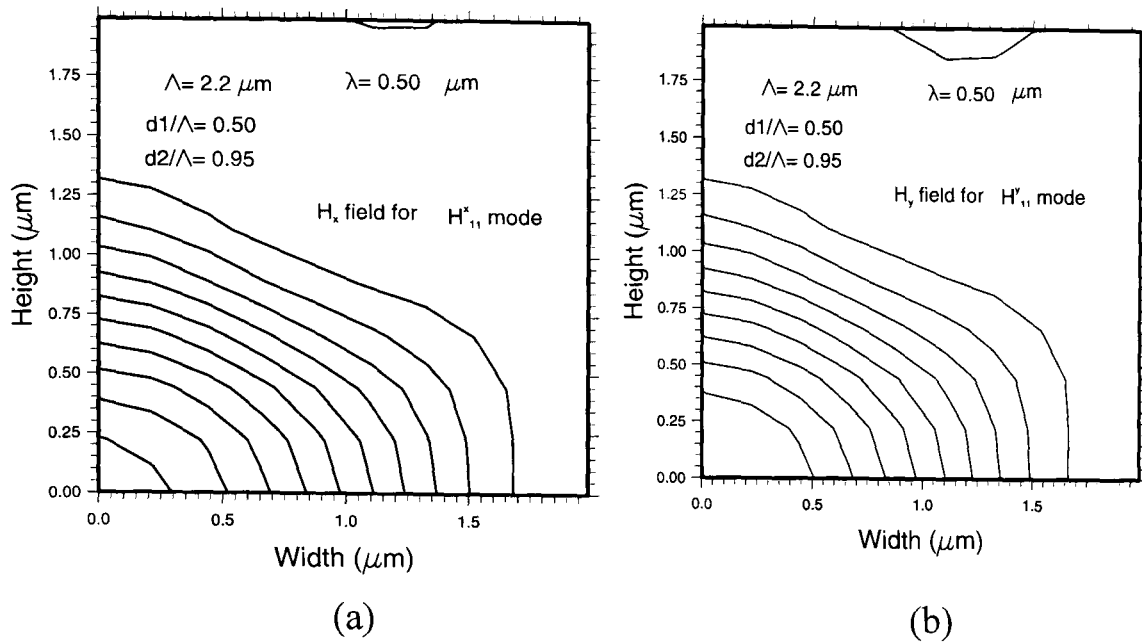 Λ= 2.2 μm λ= 0.50 μm
d1/Λ= 0.50
d2/Λ= 0.95
Hx field for H^x_11 mode
Height (μm)
1.75
1.50
1.25
1.00
0.75
0.50
0.25
0.00
0.0 0.5 1.0 1.5
Width (μm)
(a)
Λ= 2.2 μm λ= 0.50 μm
d1/Λ= 0.50
d2/Λ= 0.95
Hy field for H^y_11 mode
Height (μm)
1.75
1.50
1.25
1.00
0.75
0.50
0.25
0.00
0.0 0.5 1.0 1.5
Width (μm)
(b)